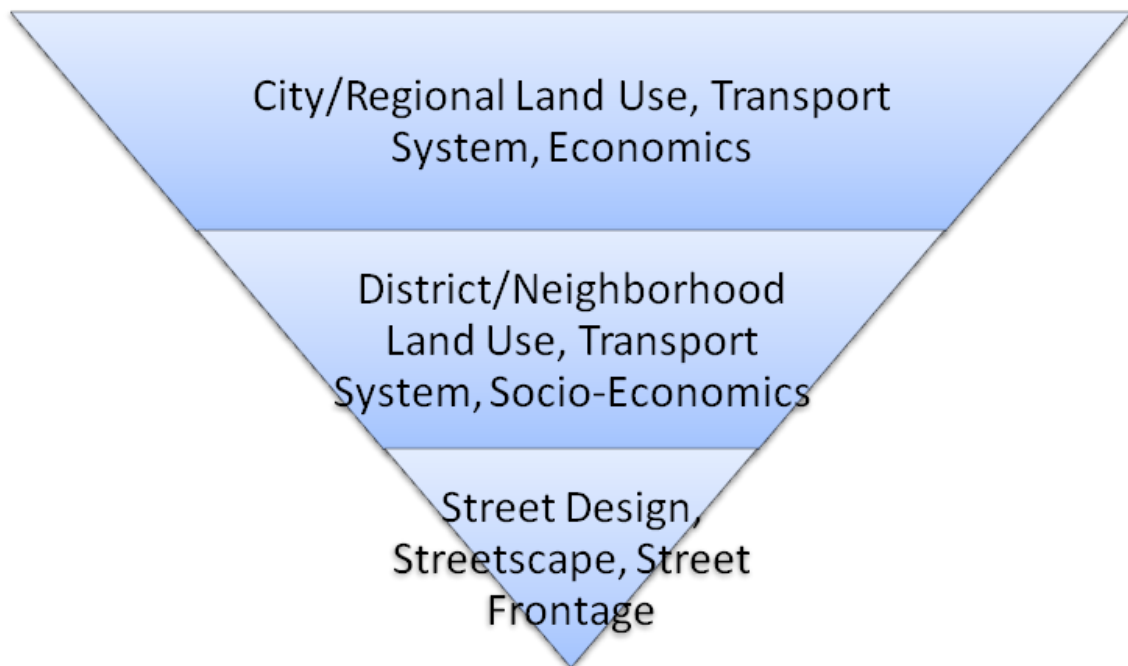 City/Regional Land Use, Transport
System, Economics
District/Neighborhood
Land Use, Transport
System, Socio-Economics
Street Design,
Streetscape, Street
Frontage